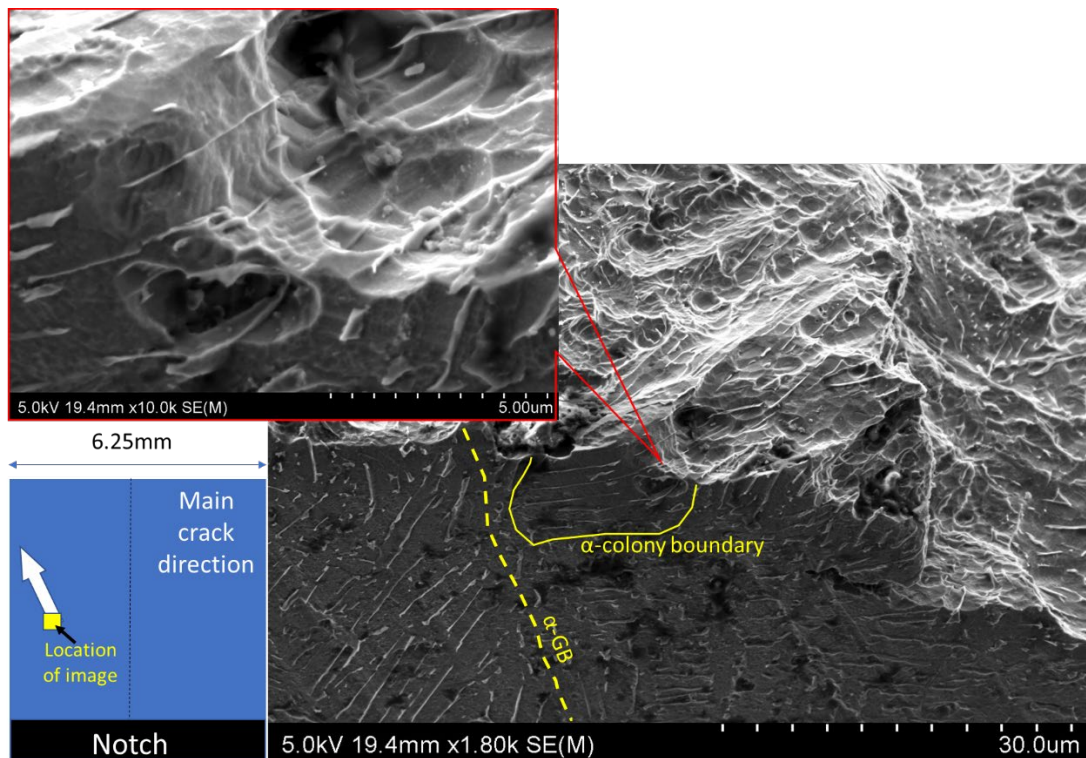 5.0kV 19.4mm x10.0k SE(M) 5.00um
6.25mm
Main
crack
direction
Location
of image
Notch
α-colony boundary
α-GB
5.0kV 19.4mm x1.80k SE(M) 30.0um